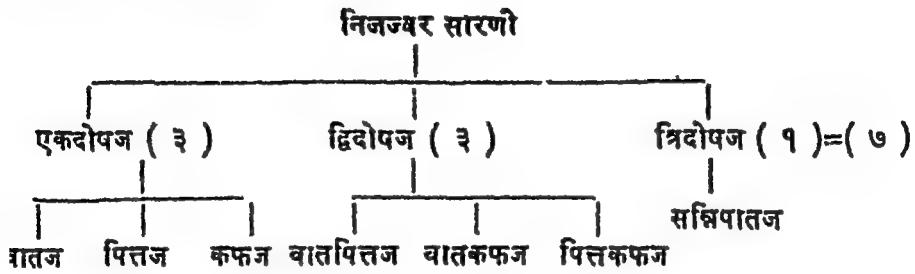 निजज्वर सारणी
एकदोषज ( ३ ) द्विदोषज ( ३ ) त्रिदोषज ( १ )=( ७ )
वातज पित्तज कफज वातपित्तज वातकफज पित्तकफज सन्निपातज